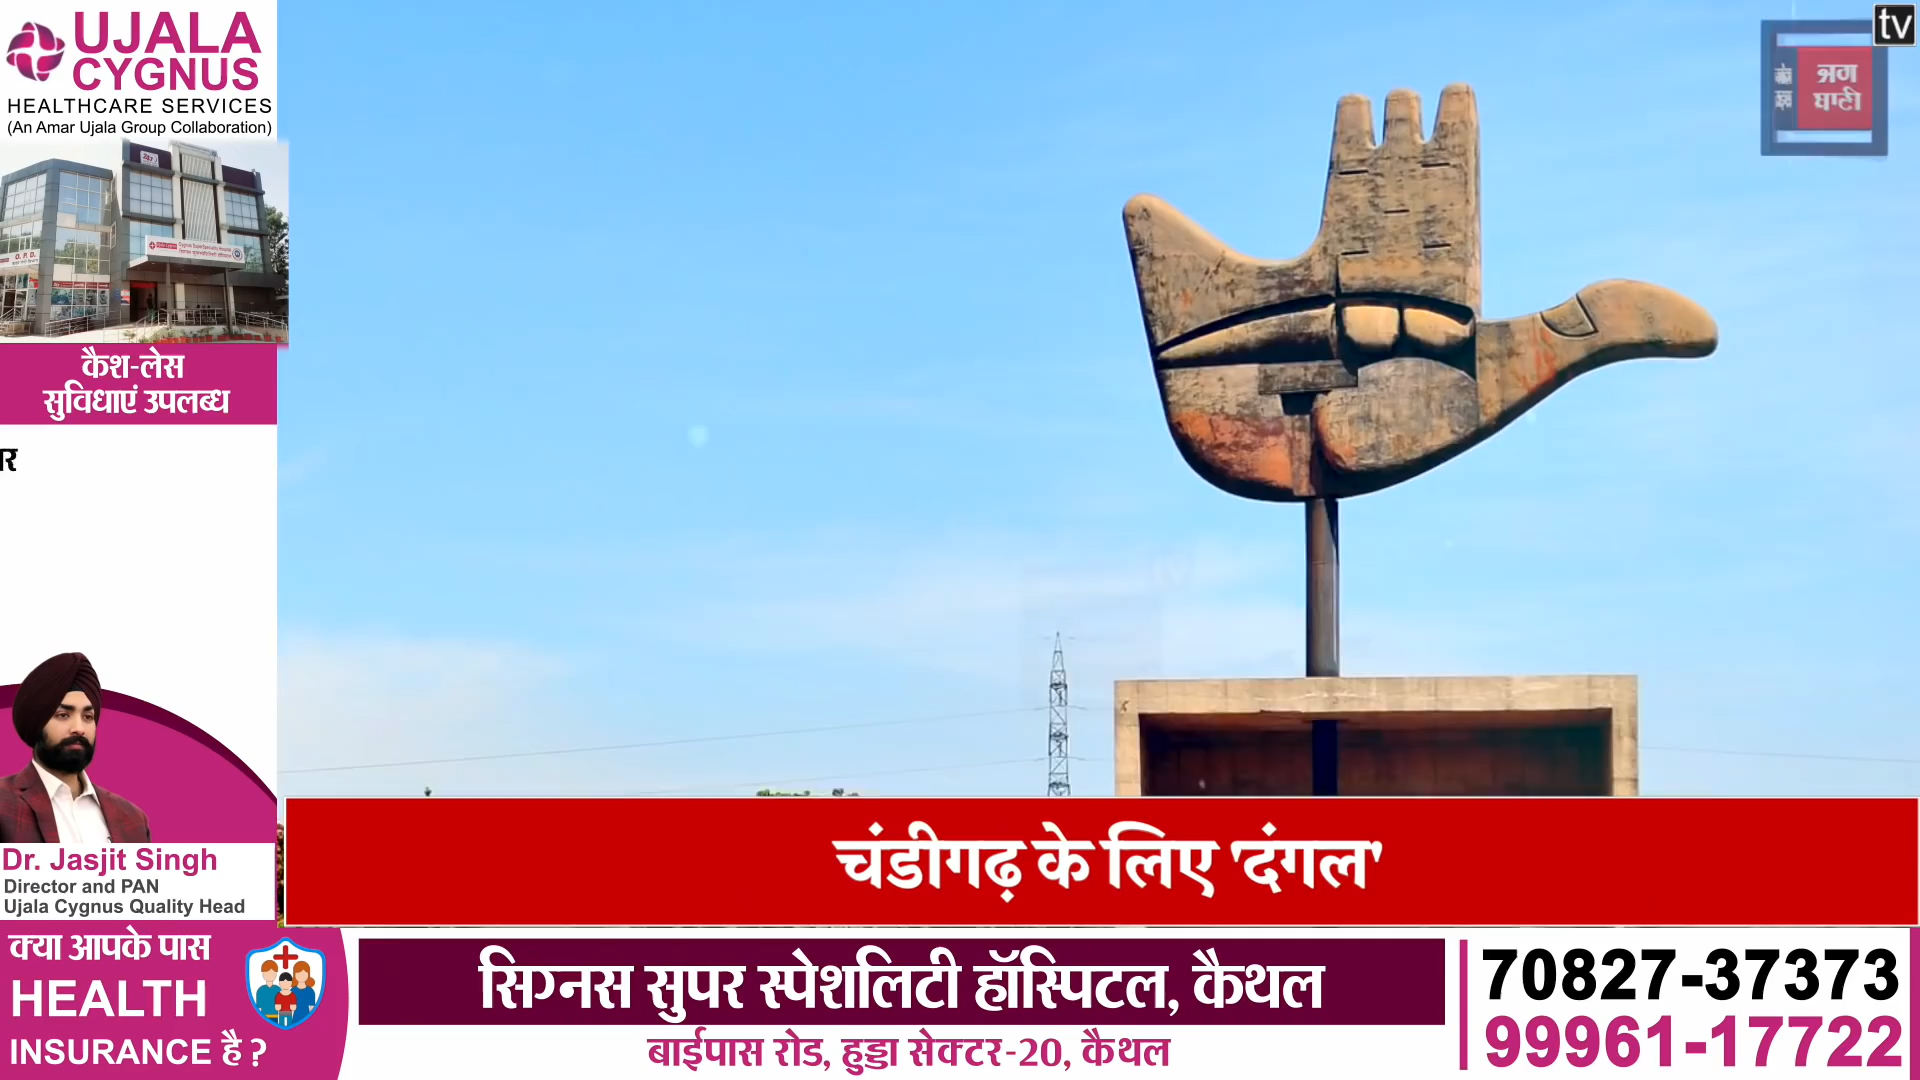 UJALA
CYGNUS
HEALTHCARE SERVICES
(An Amar Ujala Group Collaboration)
O. P. D.
कैश-लेस
सुविधाएं उपलब्ध
Dr. Jasjit Singh
Director and PAN
Ujala Cygnus Quality Head
क्या आपके पास
HEALTH
INSURANCE है ?
tv
चंडीगढ़ के लिए 'दंगल'
सिग्नस सुपर स्पेशलिटी हॉस्पिटल, कैथल
बाईपास रोड, हुड्डा सेक्टर-20, कैथल
70827-37373
99961-17722